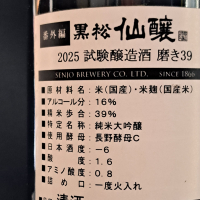 番外編 黒松仙醸
2025 試験醸造酒 磨き39
SENJO BREWERY CO. LTD. SINCE 1866
■原材料名：米(国産)・米麹(国産米)
■アルコール分：16%
■精米歩合：39%
■特定名称：純米大吟醸
■使用酵母：長野酵母C
■日本酒度：−6
■酸度：1.6
■アミノ酸度：0.8
■詰め口：一度火入れ
清酒